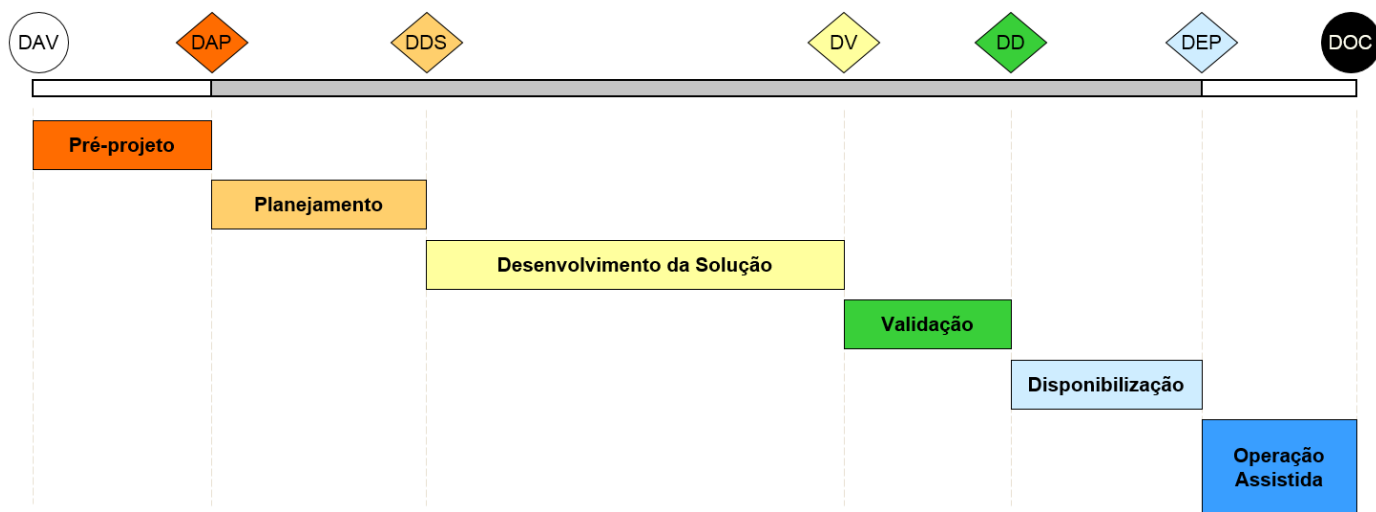 DAV
DAP
DDS
DV
DD
DEP
DOC
Pré-projeto
Planejamento
Desenvolvimento da Solução
Validação
Disponibilização
Operação
Assistida